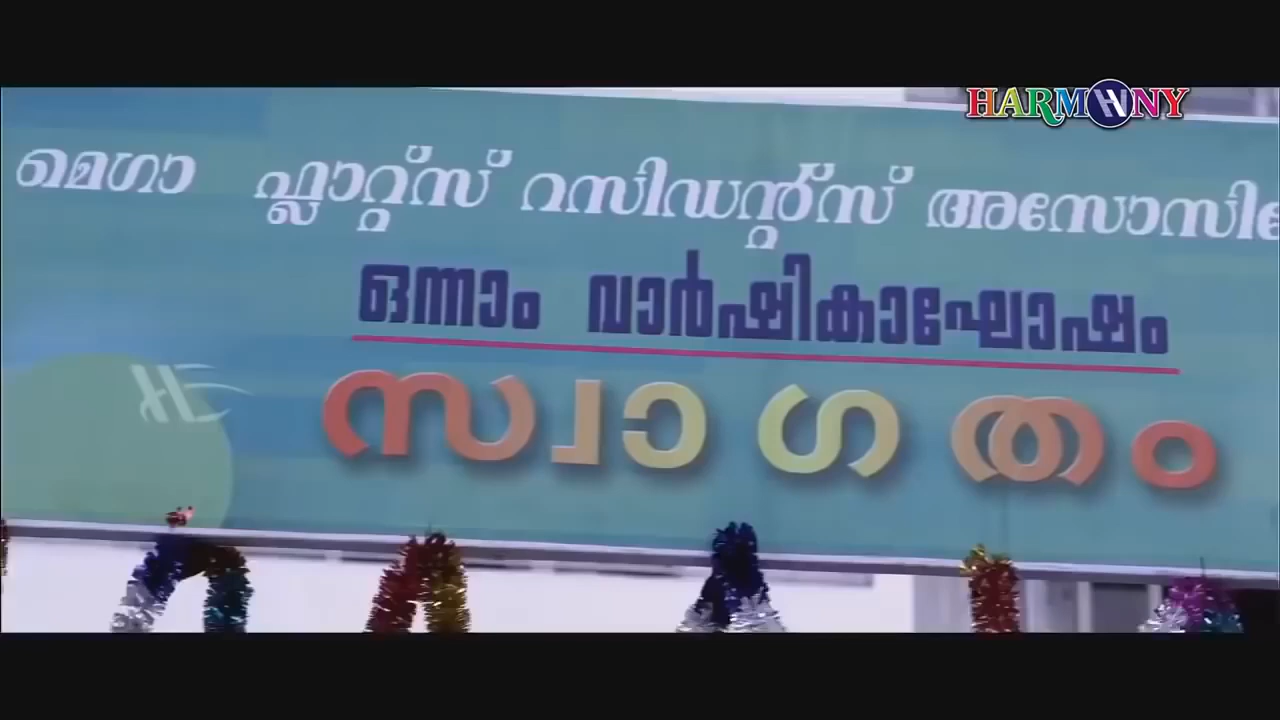 HARMONY
മെഗാ ഫ്ലാറ്റ്സ് റസിഡന്റ്സ് അസോസി
ഒന്നാം വാർഷികാഘോഷം
സ്വാഗതം